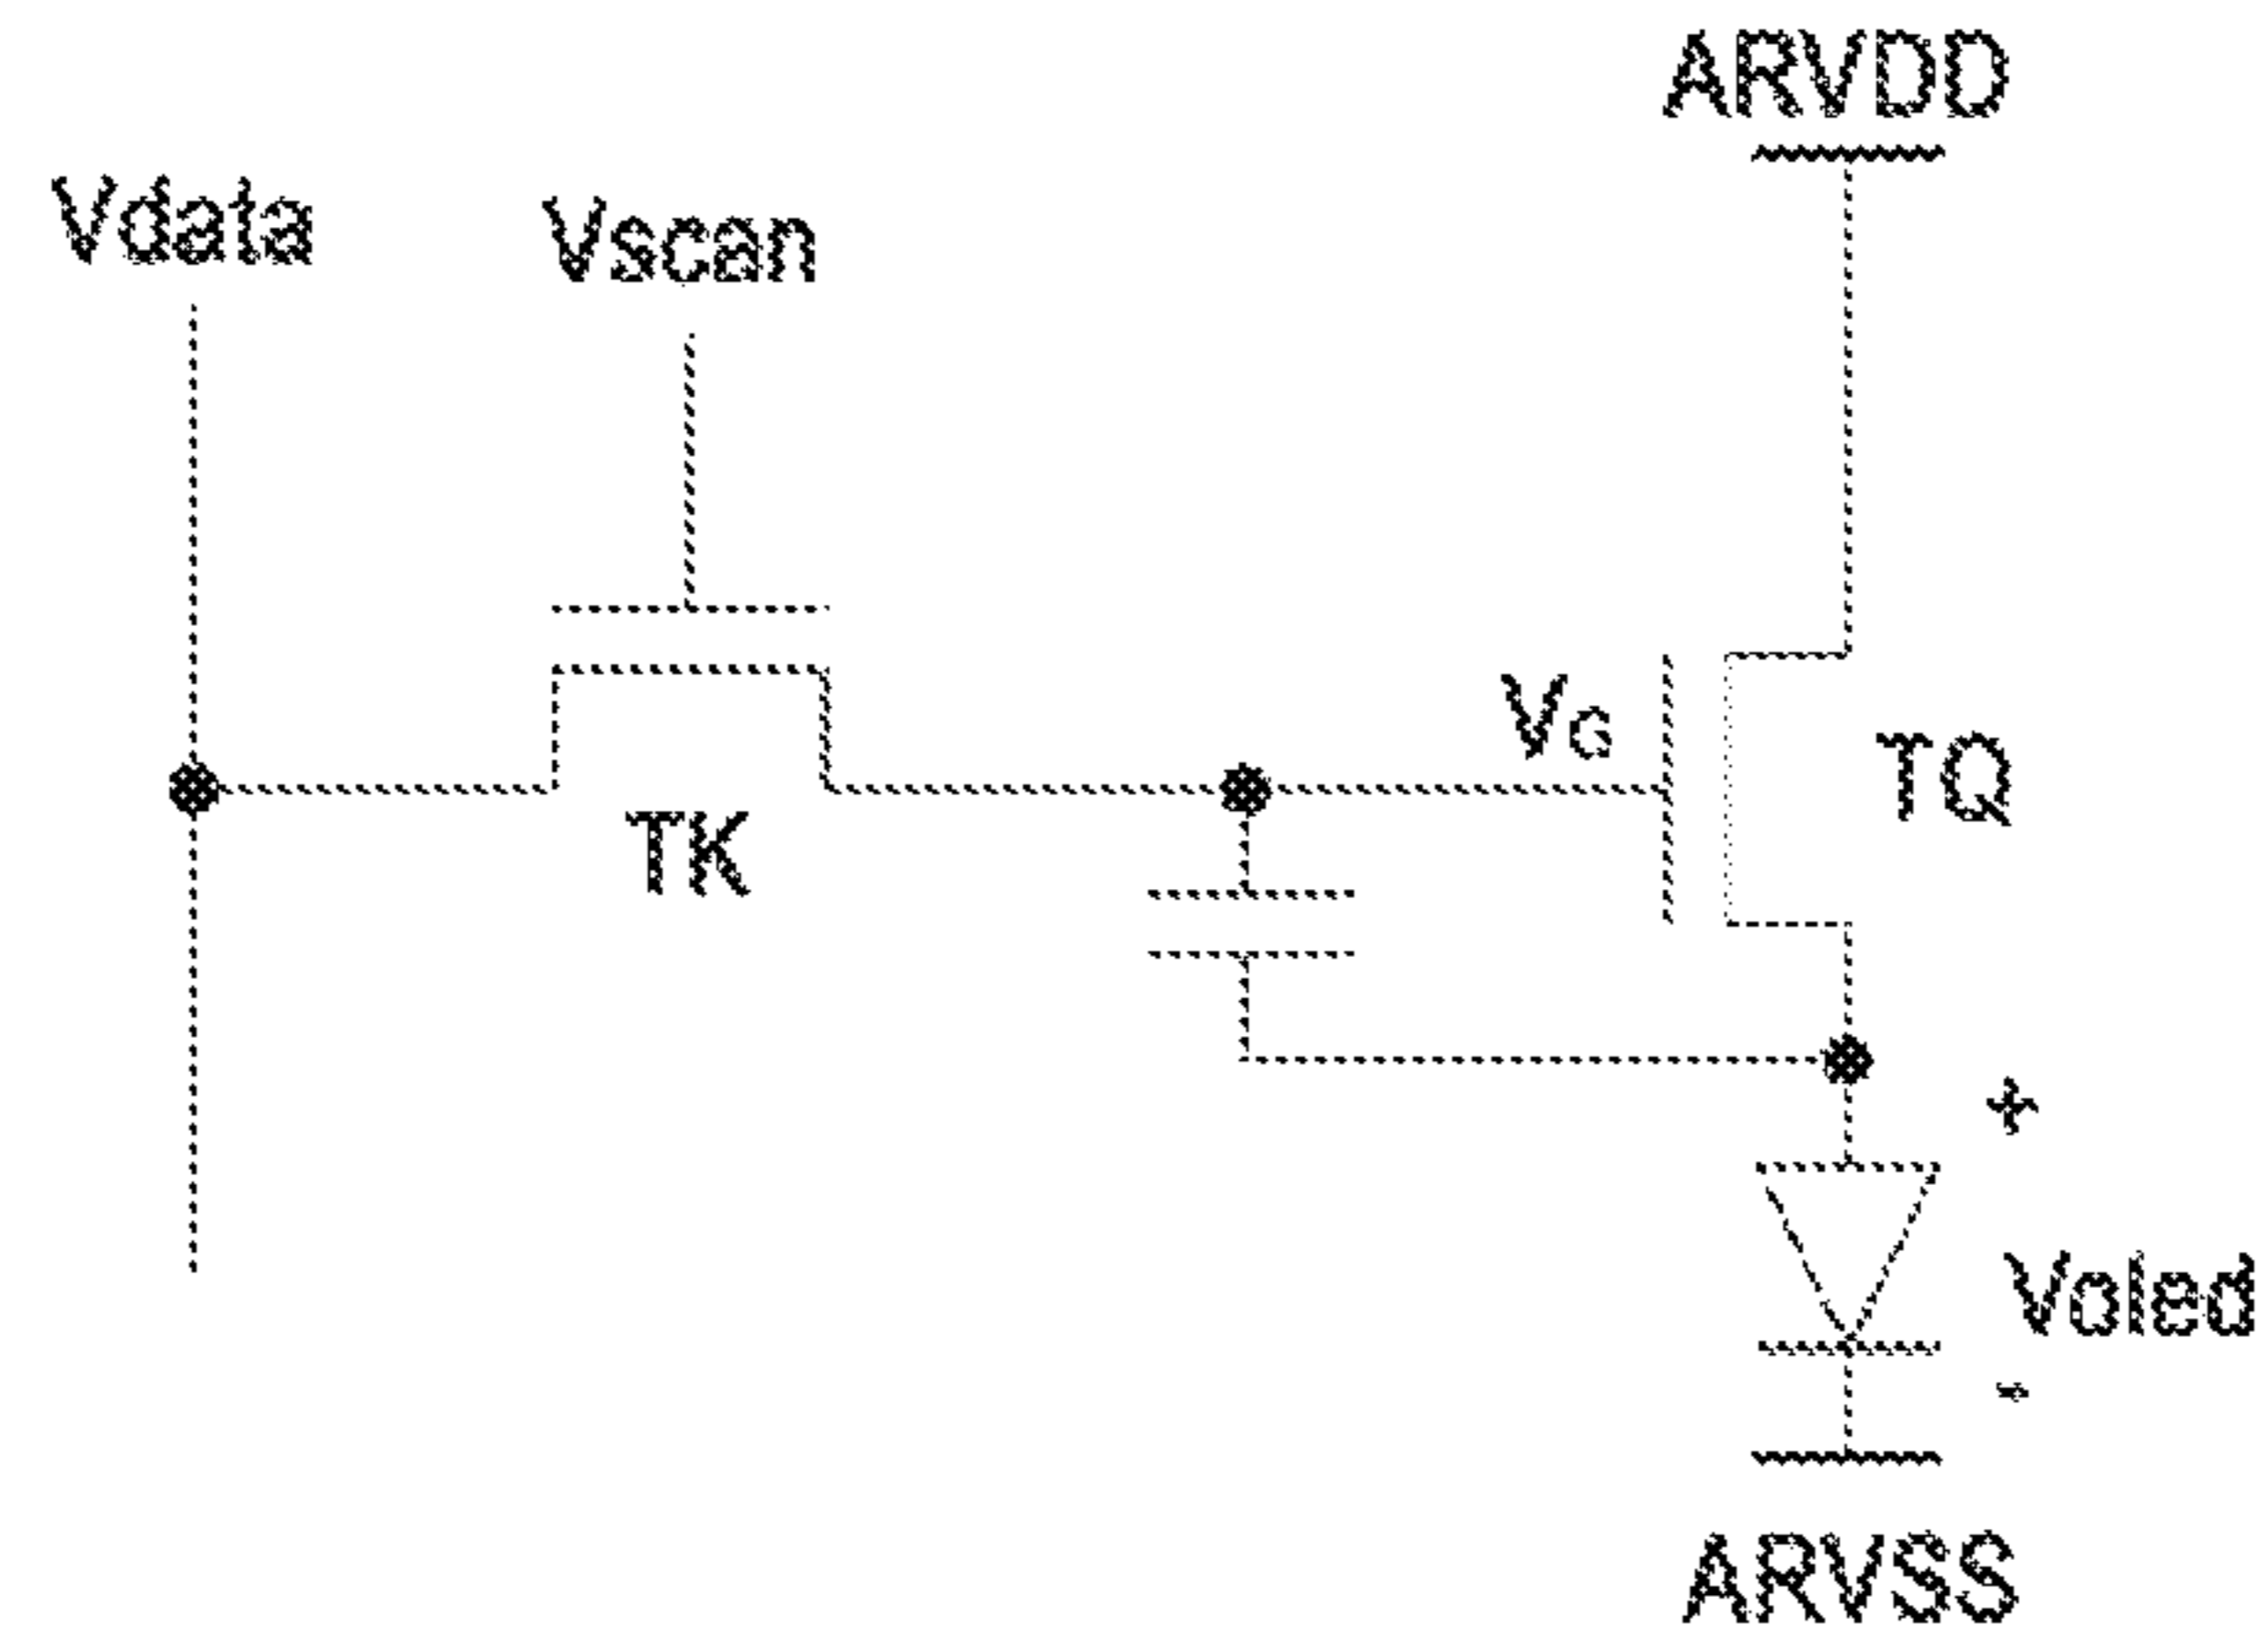 ARVDD
Vdata
Vscan
VG
TQ
TK
+
Voled
-
ARVSS